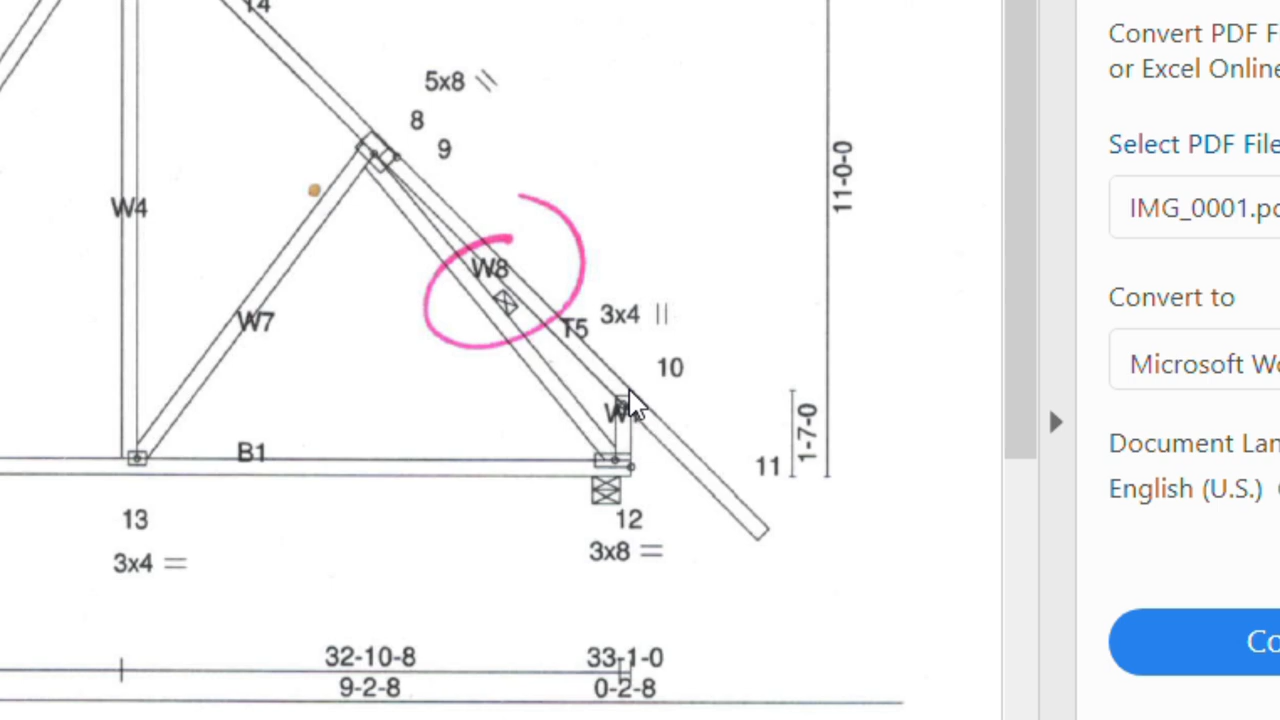 T4
5x8
8
9
W4
11-0-0
W8
W7
T5
3x4
10
W
1-7-0
B1
11
13
12
3x4
3x8
32-10-8
33-1-0
9-2-8
0-2-8
Convert PDF F
or Excel Online
Select PDF File
IMG_0001.pd
Convert to
Microsoft Wo
Document Lan
English (U.S.)
Co